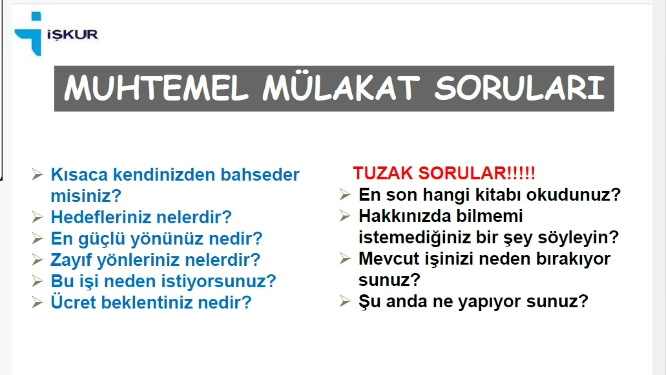 İŞKUR
MUHTEMEL MÜLAKAT SORULARI
Kısaca kendinizden bahseder
misiniz?
Hedefleriniz nelerdir?
En güçlü yönünüz nedir?
Zayıf yönleriniz nelerdir?
Bu işi neden istiyorsunuz?
Ücret beklentiniz nedir?
TUZAK SORULAR!!!!!
En son hangi kitabı okudunuz?
Hakkınızda bilmemi
istemediğiniz bir şey söyleyin?
Mevcut işinizi neden bırakıyor
sunuz?
Şu anda ne yapıyor sunuz?